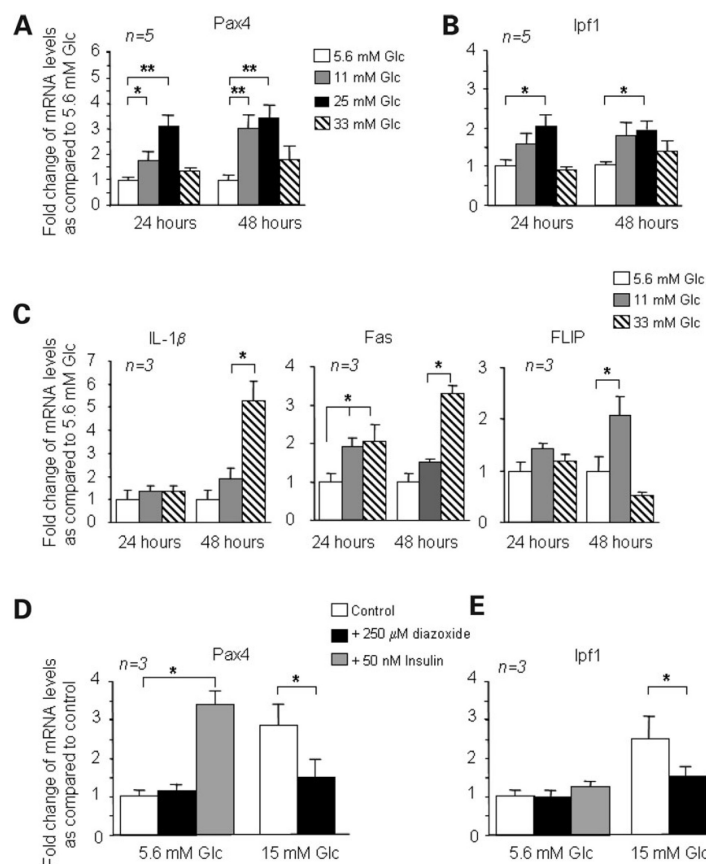 A
Pax4
n=5
Fold change of mRNA levels
as compared to 5.6 mM Glc
6
5
4
3
2
1
0
*
**
**
**
24 hours
48 hours
5.6 mM Glc
11 mM Glc
25 mM Glc
33 mM Glc
B
Ipf1
n=5
4
3
2
1
0
*
*
24 hours
48 hours
5.6 mM Glc
11 mM Glc
33 mM Glc
C
Fold change of mRNA levels
as compared to 5.6 mM Glc
IL-1β
n=3
7
6
5
4
3
2
1
0
*
24 hours
48 hours
Fas
n=3
4
3
2
1
0
*
*
24 hours
48 hours
FLIP
n=3
3
2
1
0
*
24 hours
48 hours
D
Control
+ 250 μM diazoxide
+ 50 nM Insulin
Pax4
n=3
Fold change of mRNA levels
as compared to control
4
3
2
1
0
*
*
5.6 mM Glc
15 mM Glc
E
Ipf1
n=3
4
3
2
1
0
*
5.6 mM Glc
15 mM Glc